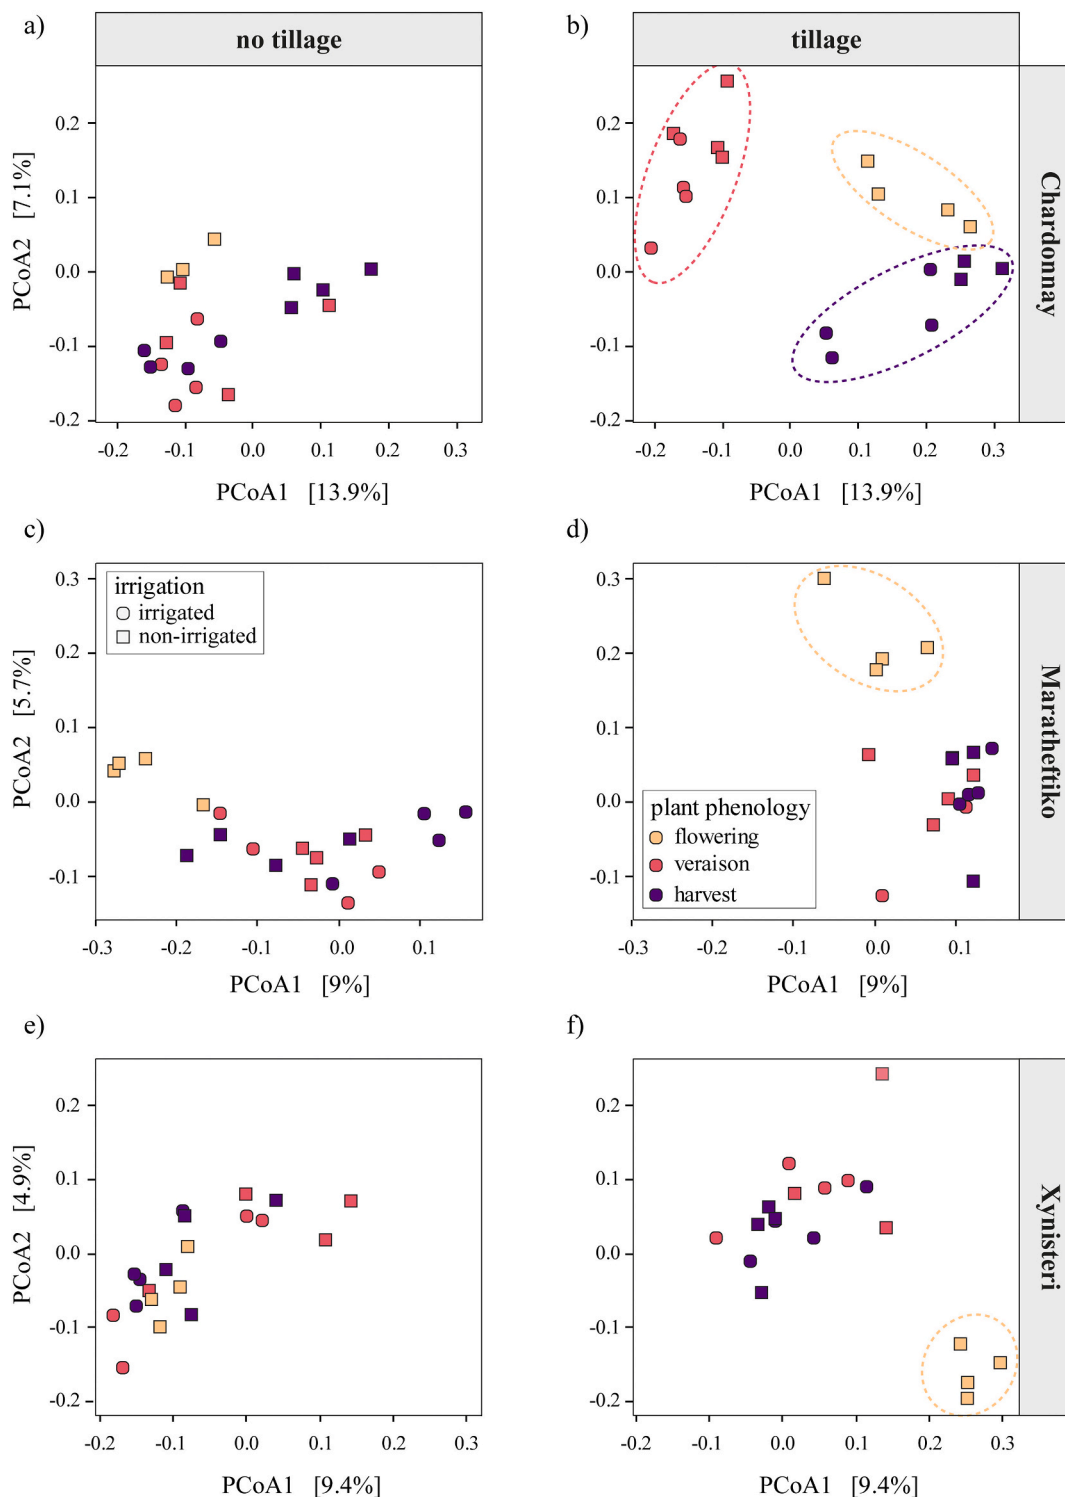 a)
no tillage
b)
tillage
Chardonnay
PCoA2 [7.1%]
0.2
0.1
0.0
-0.1
-0.2
-0.2 -0.1 0.0 0.1 0.3
PCoA1 [13.9%]
0.2
0.1
0.0
-0.1
-0.2
-0.2 -0.1 0.0 0.1 0.2 0.3
PCoA1 [13.9%]
c)
irrigation
irrigated
non-irrigated
PCoA2 [5.7%]
0.3
0.2
0.1
0.0
-0.1
-0.3 -0.2 -0.1 0.0 0.1
PCoA1 [9%]
d)
Maratheftiko
0.3
0.2
0.1
0.0
-0.1
plant phenology
flowering
veraison
harvest
-0.3 -0.2 -0.1 0.0 0.1
PCoA1 [9%]
e)
PCoA2 [4.9%]
0.2
0.1
0.0
-0.1
-0.2
-0.2 -0.1 0.0 0.1 0.2 0.3
PCoA1 [9.4%]
f)
Xynisteri
0.2
0.1
0.0
-0.1
-0.2
-0.2 -0.1 0.0 0.1 0.2 0.3
PCoA1 [9.4%]